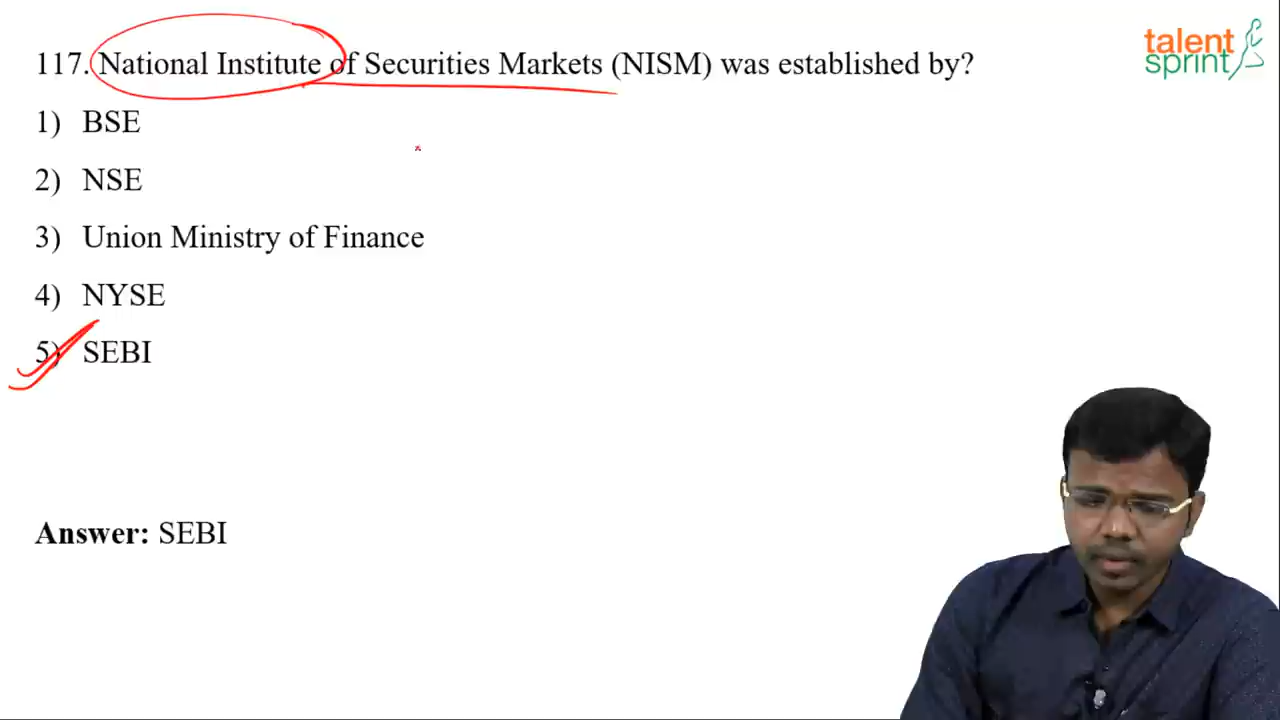 talent
sprint
117. National Institute of Securities Markets (NISM) was established by?
1) BSE
2) NSE
3) Union Ministry of Finance
4) NYSE
5) SEBI
Answer: SEBI